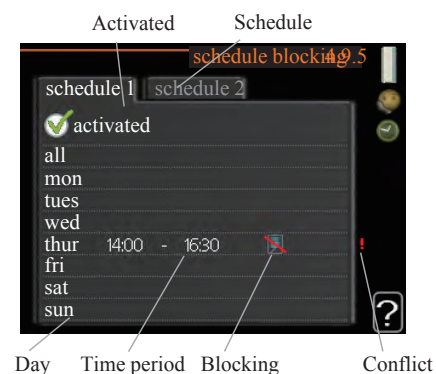 Activated Schedule
schedule blocking 4.9.5
schedule 1 schedule 2
activated
all
mon
tues
wed
thur 14:00 - 16:30 !
fri
sat
sun
?
Day Time period Blocking Conflict